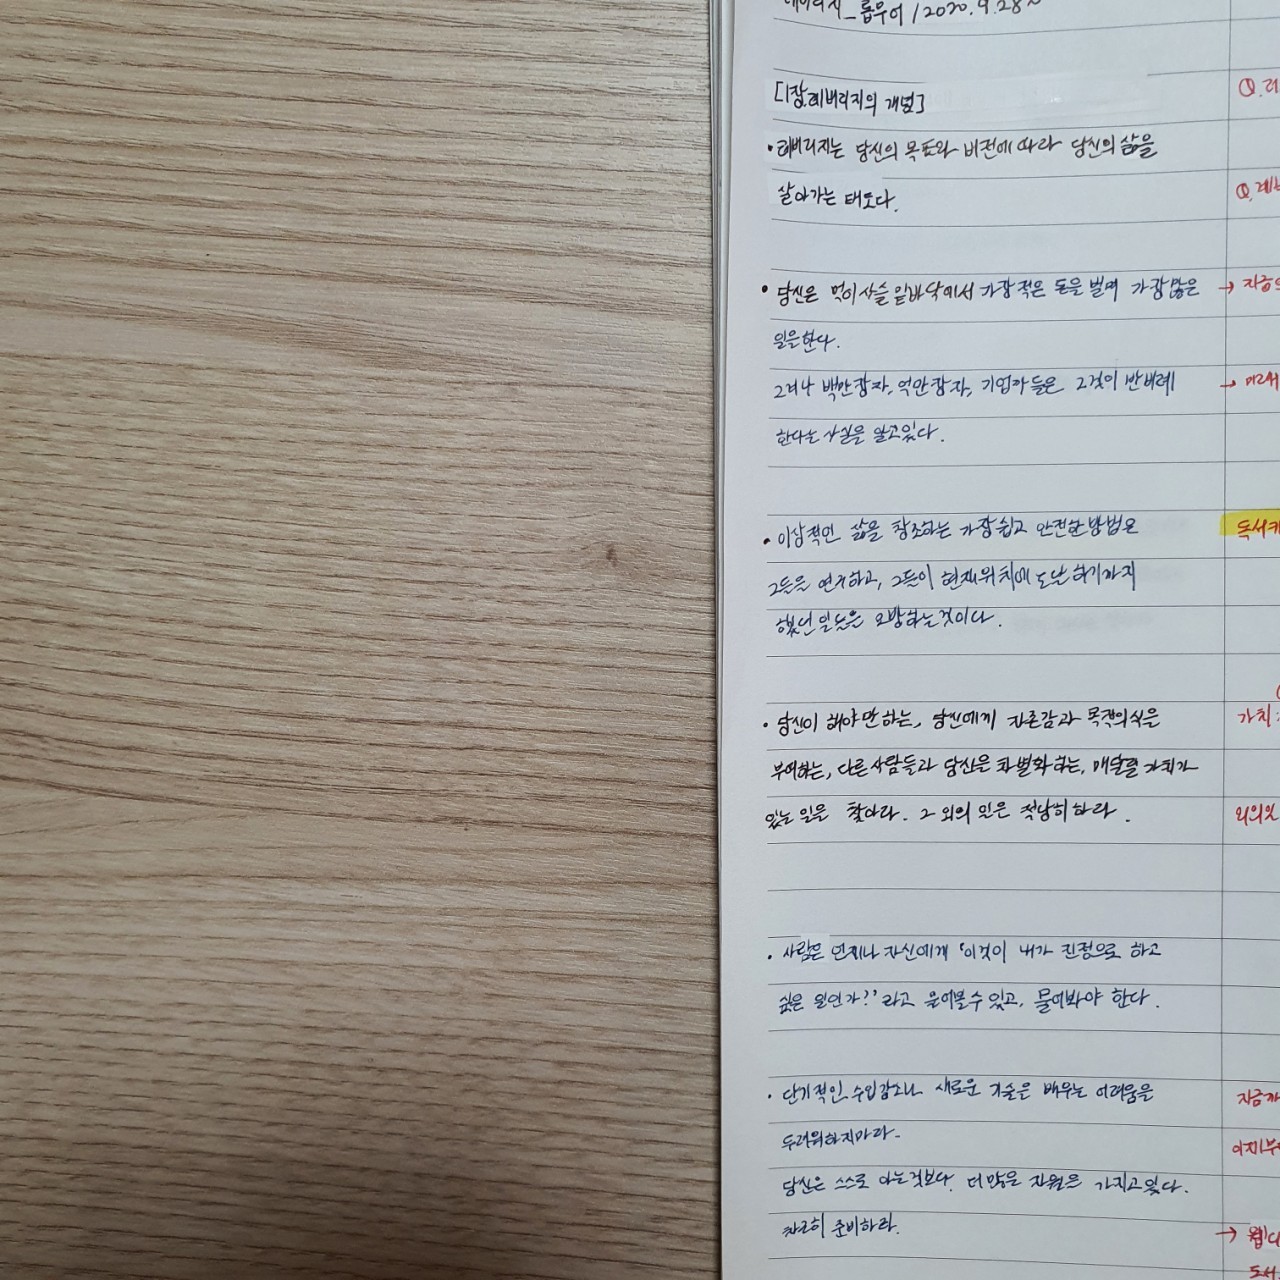 레버리지_롭무어 / 2020.9.28~
[1장.레버리지의 개념]
Q.레
• 레버리지는 당신의 목표와 비전에 따라 당신의 삶을
살아가는 태도다.
Q.레버
• 당신은 먹이사슬 밑바닥에서 가장 적은 돈을 벌며 가장 많은
→ 지금의
일을한다.
그러나 백만장자, 억만장자, 기업가들은 그것이 반비례
→
한다는 사실을 알고있다.
• 이상적인 삶을 창조하는 가장쉽고 안전한방법은
독서
그들을 연구하고, 그들이 현재위치에 도달하기까지
했던일들을 모방하는것이다.
• 당신이 해야만하는, 당신에게 자존감과 목적의식을
가치
부여하는, 다른사람들과 당신을 차별화하는, 매달릴 가치가
있는 일을 찾아라. 그 외의 일은 적당히하라.
외의일
• 사람은 언제나 자신에게 '이것이 내가 진정으로 하고
싶은 일인가?' 라고 물어볼수있고, 물어봐야 한다.
• 단기적인 수입감소나 새로운 기술을 배우는 어려움을
지금까
두려워하지마라.
이제부
당신은 스스로 아는것보다 더많은 자원을 가지고있다.
차근히 준비하라.
→
도서